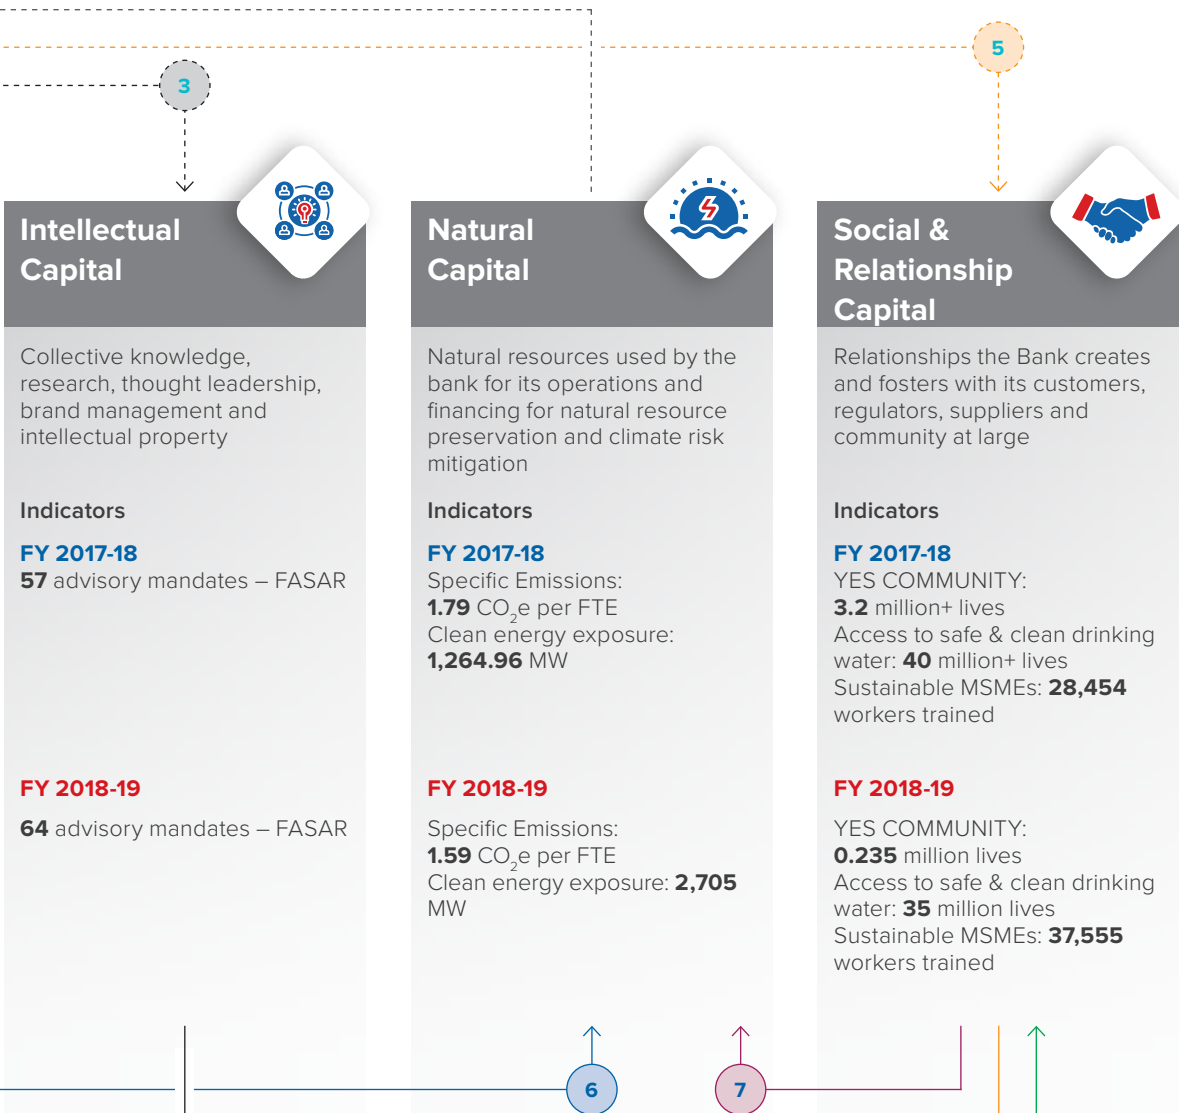 5
3
Intellectual
Capital
Collective knowledge,
research, thought leadership,
brand management and
intellectual property
Indicators
FY 2017-18
57 advisory mandates – FASAR
FY 2018-19
64 advisory mandates – FASAR
Natural
Capital
Natural resources used by the
bank for its operations and
financing for natural resource
preservation and climate risk
mitigation
Indicators
FY 2017-18
Specific Emissions:
1.79 CO₂e per FTE
Clean energy exposure:
1,264.96 MW
FY 2018-19
Specific Emissions:
1.59 CO₂e per FTE
Clean energy exposure: 2,705
MW
Social &
Relationship
Capital
Relationships the Bank creates
and fosters with its customers,
regulators, suppliers and
community at large
Indicators
FY 2017-18
YES COMMUNITY:
3.2 million+ lives
Access to safe & clean drinking
water: 40 million+ lives
Sustainable MSMEs: 28,454
workers trained
FY 2018-19
YES COMMUNITY:
0.235 million lives
Access to safe & clean drinking
water: 35 million lives
Sustainable MSMEs: 37,555
workers trained
6
7